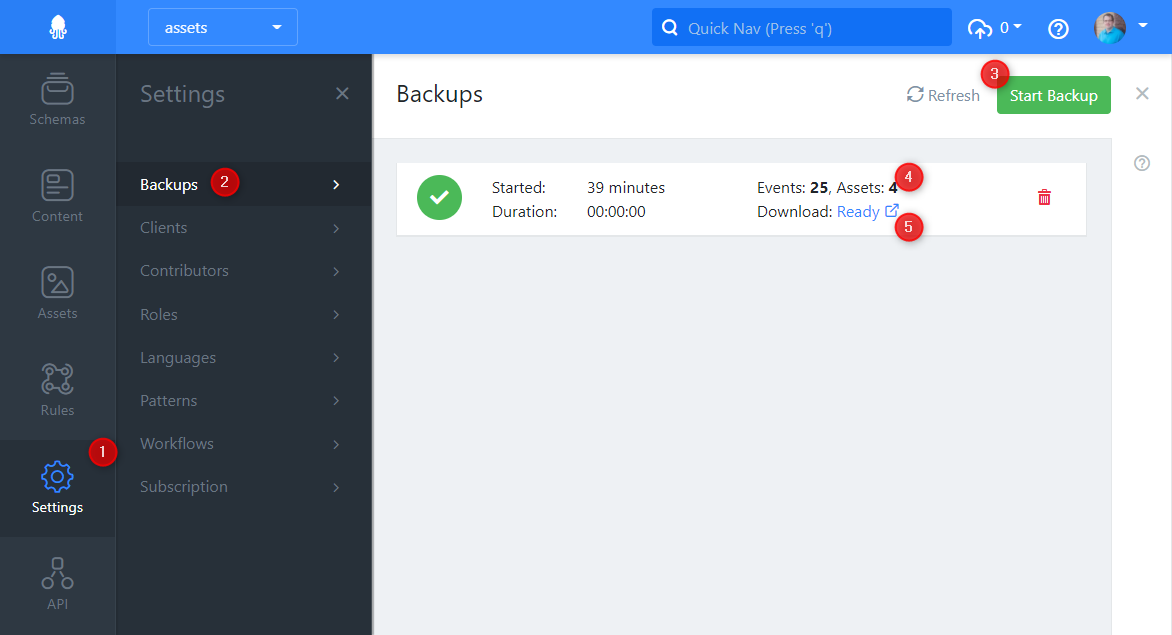 assets
Quick Nav (Press 'q')
0
Schemas
Content
Assets
Rules
1
Settings
API
Settings
Backups
2
Clients
Contributors
Roles
Languages
Patterns
Workflows
Subscription
Backups
Refresh
3
Start Backup
Started: 39 minutes
Duration: 00:00:00
Events: 25, Assets: 4
4
Download: Ready
5